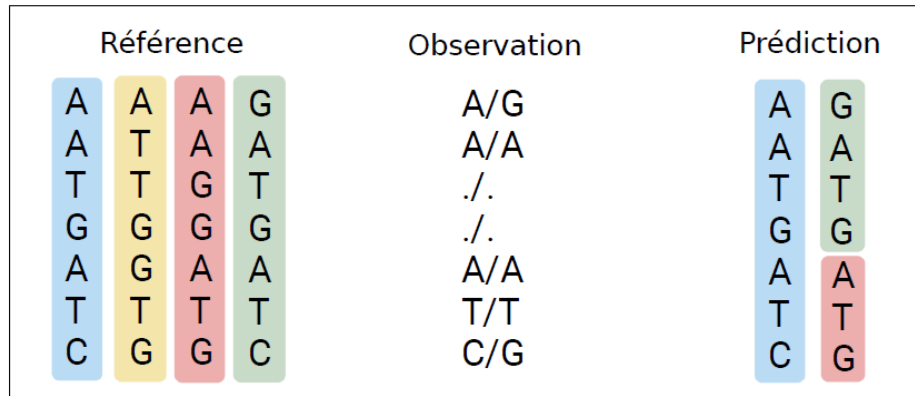 Référence Observation Prédiction
A A A G A/G A G
A T A A A/A A A
T T G T ./. T T
G G G G ./. G G
A G A A A/A A A
T T T T T/T T T
C G G C C/G C G